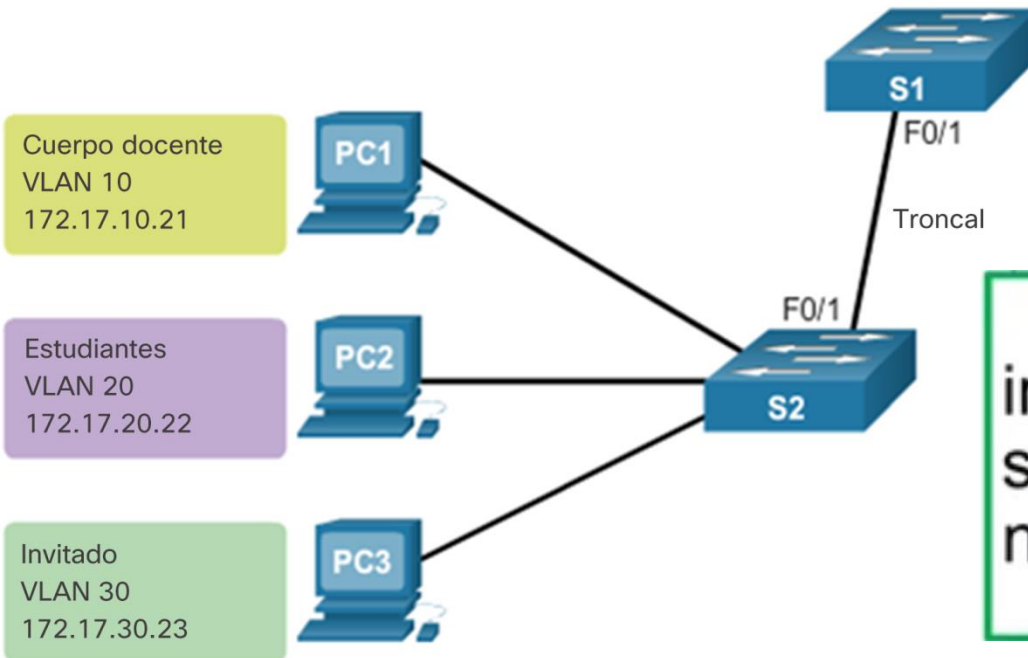 S1
F0/1
Troncal
Cuerpo docente
VLAN 10
172.17.10.21
PC1
F0/1
Estudiantes
VLAN 20
172.17.20.22
PC2
S2
Invitado
VLAN 30
172.17.30.23
PC3